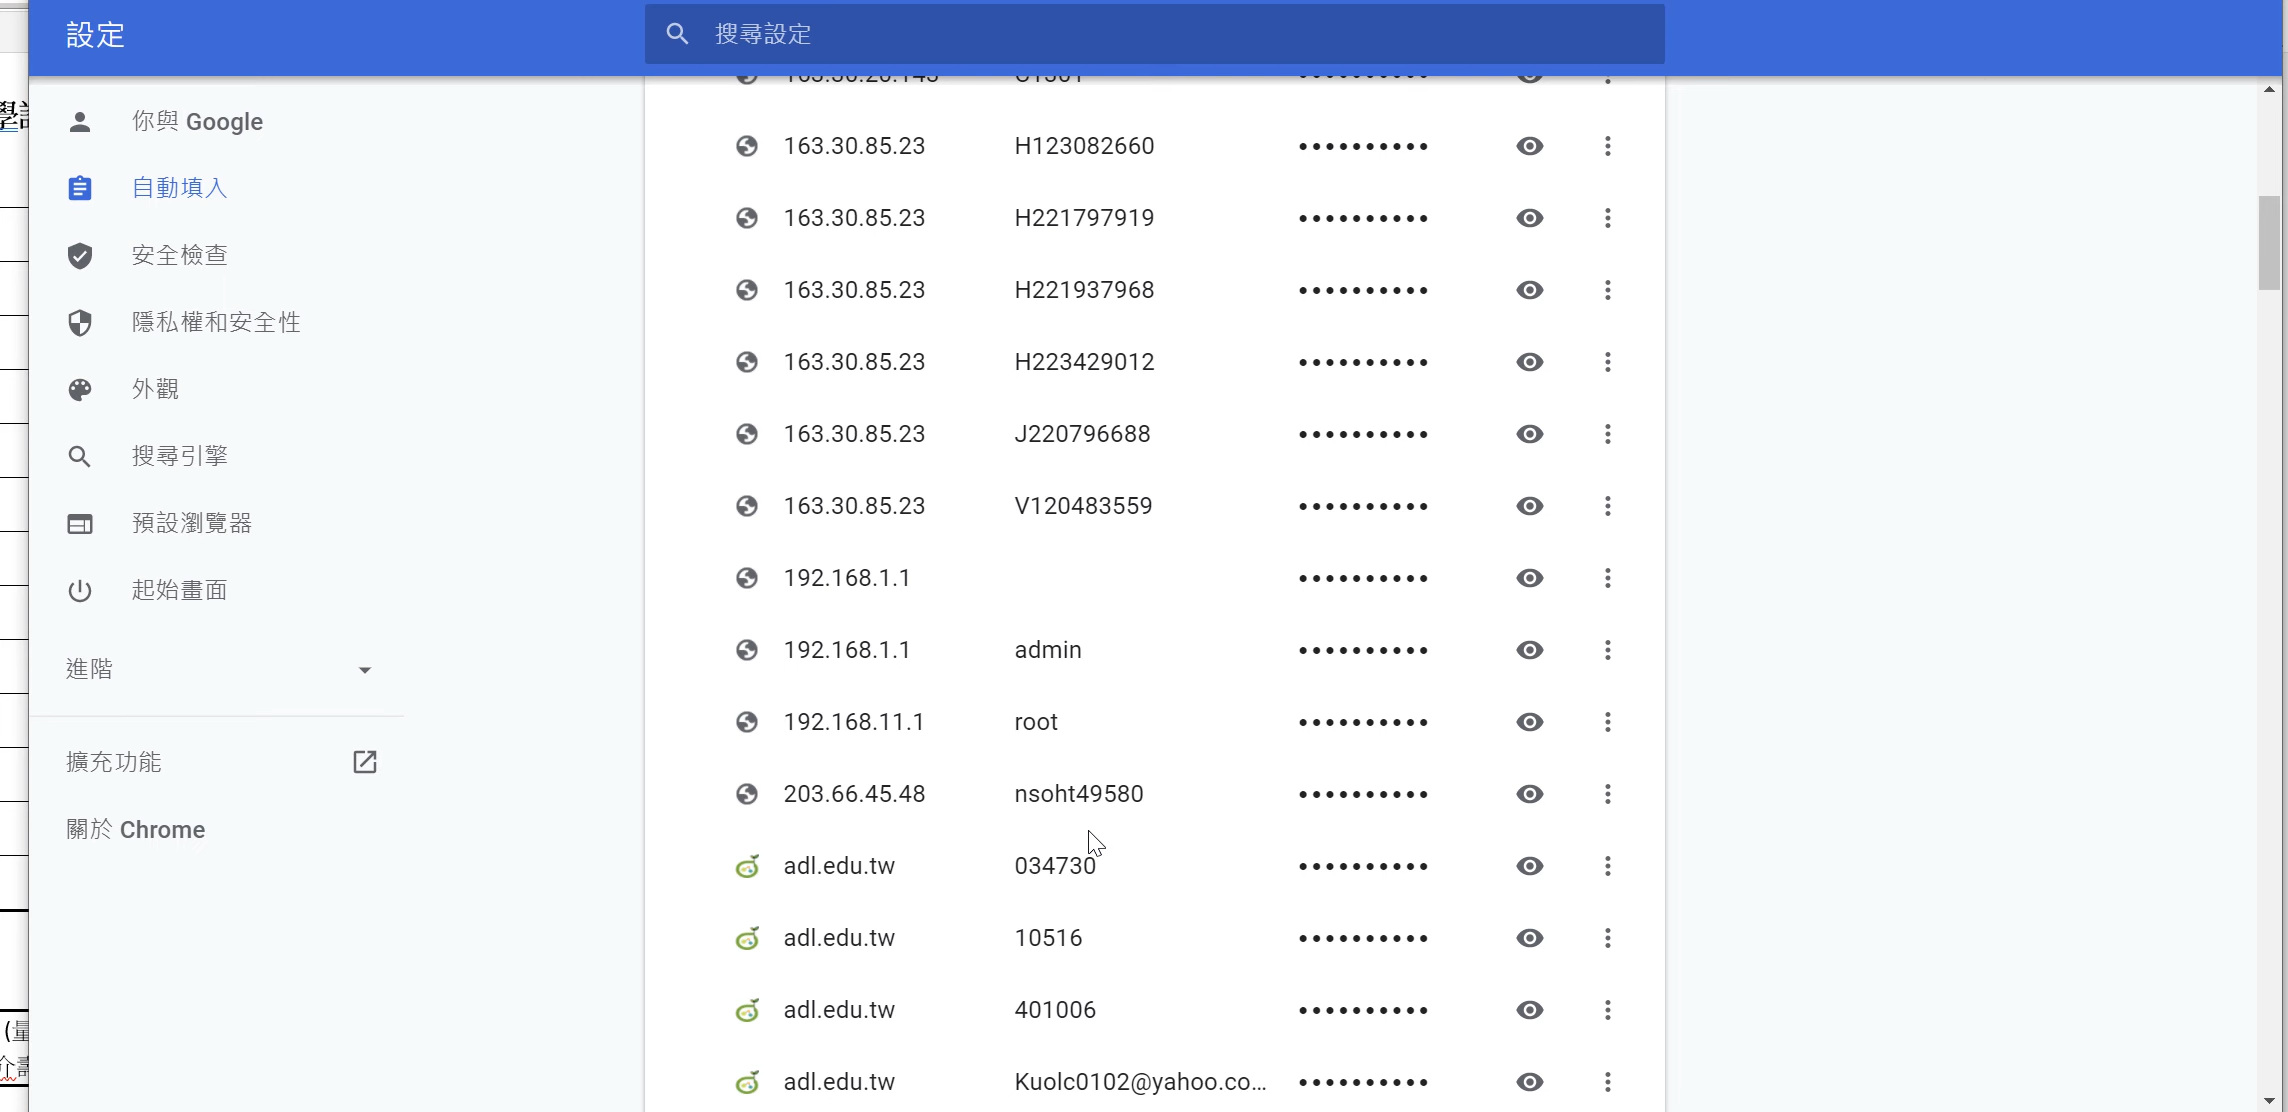 設定
搜尋設定
你與 Google
自動填入
安全檢查
隱私權和安全性
外觀
搜尋引擎
預設瀏覽器
起始畫面
進階
擴充功能
關於 Chrome
163.30.85.23 H123082660 ••••••••••
163.30.85.23 H221797919 ••••••••••
163.30.85.23 H221937968 ••••••••••
163.30.85.23 H223429012 ••••••••••
163.30.85.23 J220796688 ••••••••••
163.30.85.23 V120483559 ••••••••••
192.168.1.1 ••••••••••
192.168.1.1 admin ••••••••••
192.168.11.1 root ••••••••••
203.66.45.48 nsoht49580 ••••••••••
adl.edu.tw 034730 ••••••••••
adl.edu.tw 10516 ••••••••••
adl.edu.tw 401006 ••••••••••
adl.edu.tw Kuolc0102@yahoo.co... ••••••••••